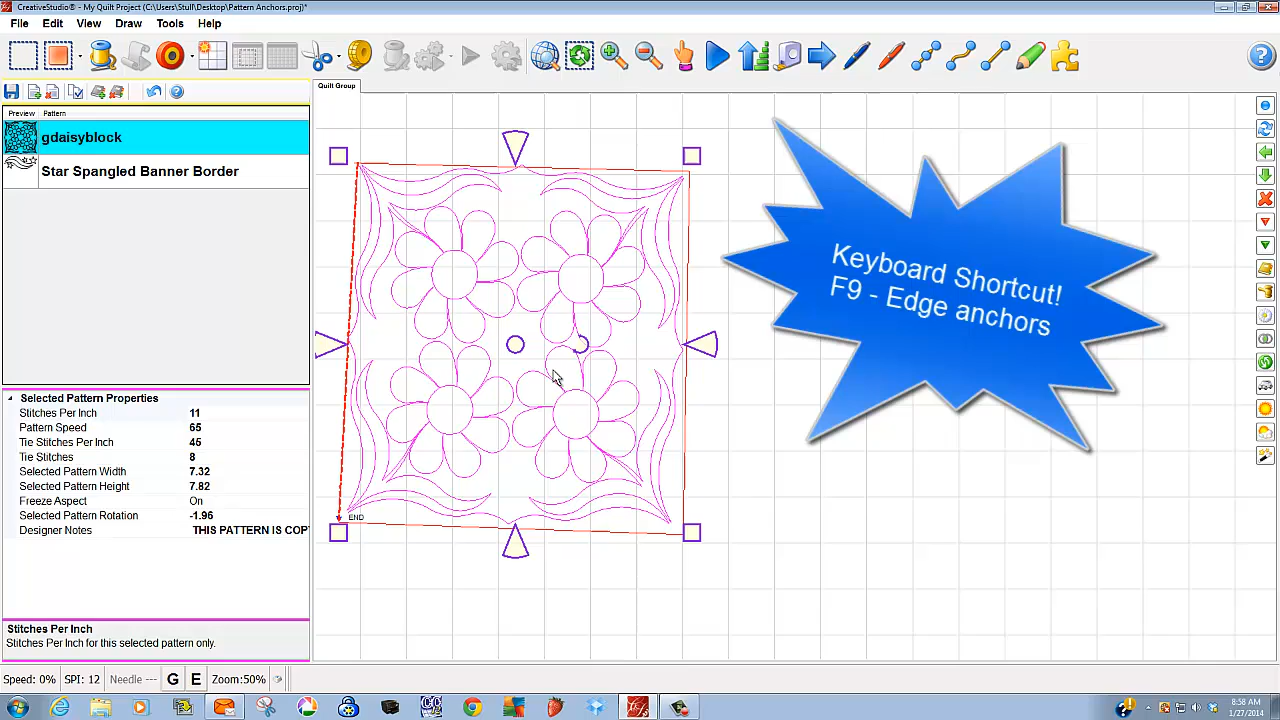 CreativeStudio® - My Quilt Project (C:\Users\Stull\Desktop\Pattern Anchors.proj)*
File Edit View Draw Tools Help
Quilt Group
Preview Pattern
gdaisyblock
Star Spangled Banner Border
Keyboard Shortcut!
F9 - Edge anchors
END
Selected Pattern Properties
Stitches Per Inch 11
Pattern Speed 65
Tie Stitches Per Inch 45
Tie Stitches 8
Selected Pattern Width 7.32
Selected Pattern Height 7.82
Freeze Aspect On
Selected Pattern Rotation -1.96
Designer Notes THIS PATTERN IS COP
Stitches Per Inch
Stitches Per Inch for this selected pattern only.
Speed: 0% SPI: 12 Needle --- G E Zoom:50%
8:58 AM
1/27/2014